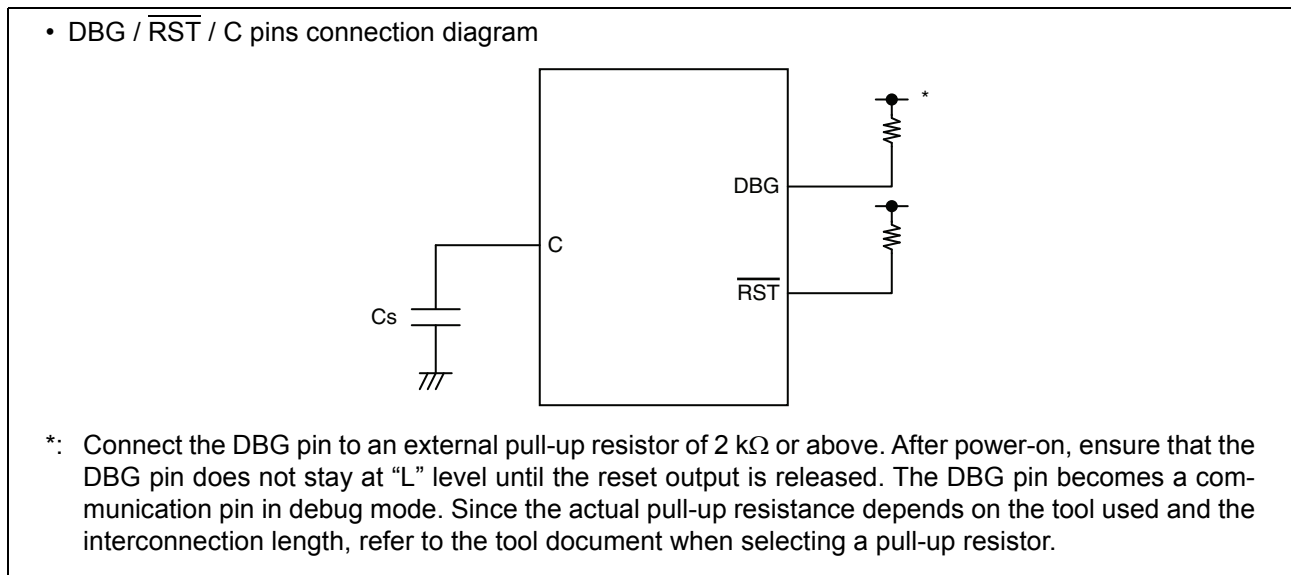 • DBG / RST / C pins connection diagram
*
DBG
C
RST
Cs
*: Connect the DBG pin to an external pull-up resistor of 2 kΩ or above. After power-on, ensure that the
DBG pin does not stay at “L” level until the reset output is released. The DBG pin becomes a com-
munication pin in debug mode. Since the actual pull-up resistance depends on the tool used and the
interconnection length, refer to the tool document when selecting a pull-up resistor.